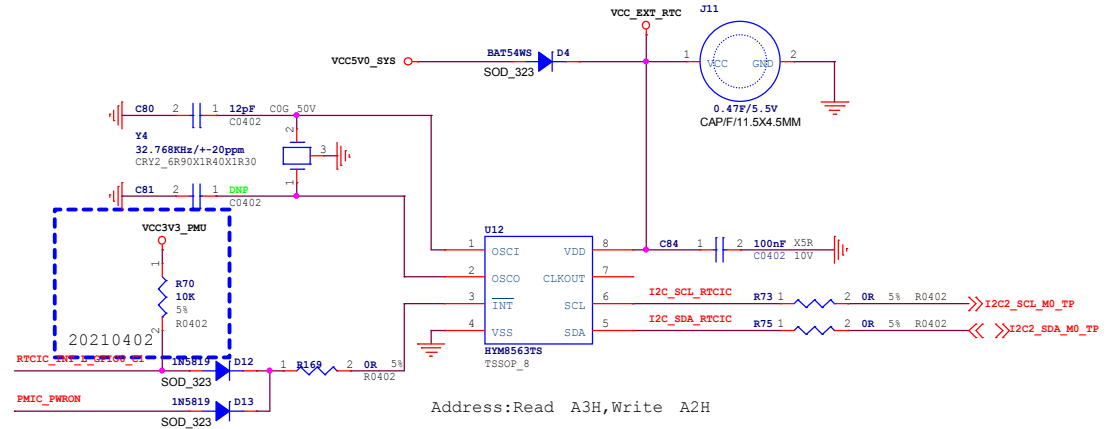 J11
VCC_EXT_RTC
VCC5V0_SYS
BAT54WS D4
SOD_323
1 VCC GND 2
0.47F/5.5V
CAP/F/11.5X4.5MM
C80 2 1 12pF C0G_50V
C0402
Y4
32.768KHz/+-20ppm
CRY2_6R90X1R40X1R30
2
3
1
C81 2 1 DNP
C0402
VCC3V3_PMU
1
R70
10K
5%
R0402
2
20210402
U12
1 OSCI VDD 8
2 OSCO CLKOUT 7
3 INT SCL 6
4 VSS SDA 5
HYM8563TS
TSSOP_8
C84 1 2 100nF X5R
C0402 10V
I2C_SCL_RTCIC R73 1 2 0R 5% R0402 I2C2_SCL_M0_TP
I2C_SDA_RTCIC R75 1 2 0R 5% R0402 I2C2_SDA_M0_TP
RTCIC_INT_L_GPIO0_C1 1N5819 D12
SOD_323
R169 1 2 0R 5%
R0402
PMIC_PWRON 1N5819 D13
SOD_323
Address:Read A3H,Write A2H